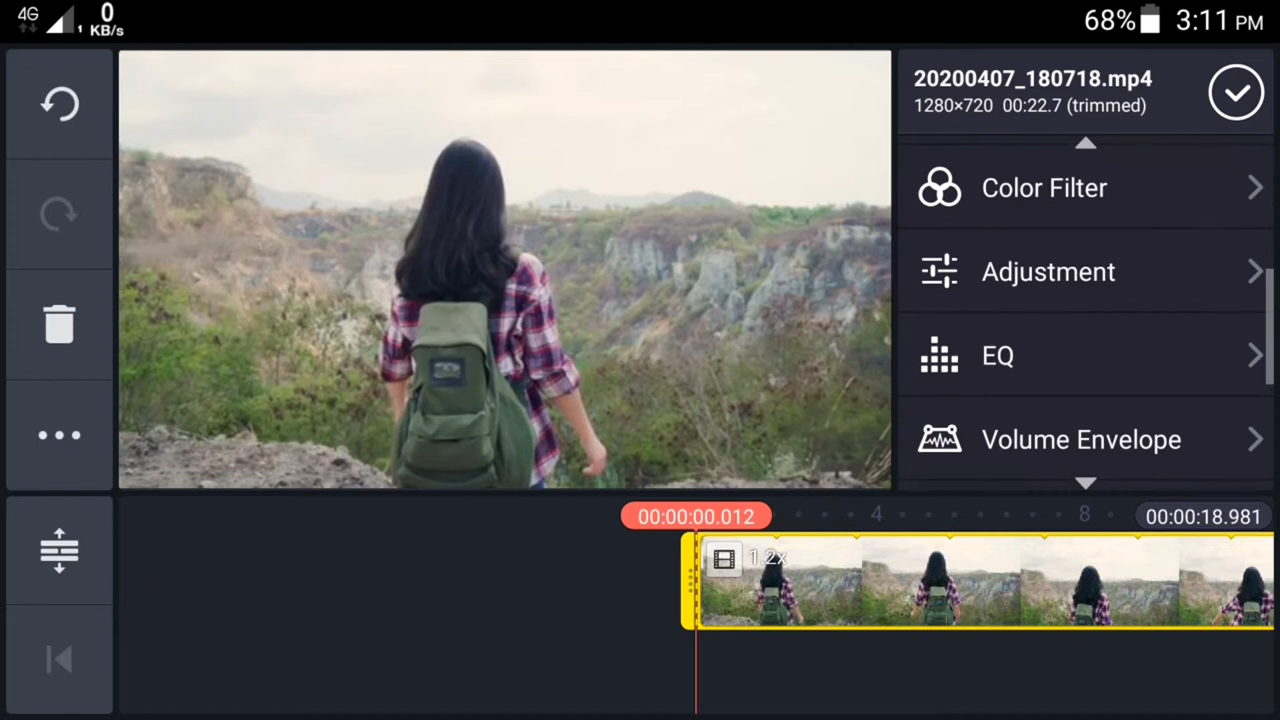 4G
1
0
KB/s
68%
3:11 PM
20200407_180718.mp4
1280×720 00:22.7 (trimmed)
Color Filter
Adjustment
EQ
Volume Envelope
00:00:00.012
4
8
00:00:18.981
1.2x